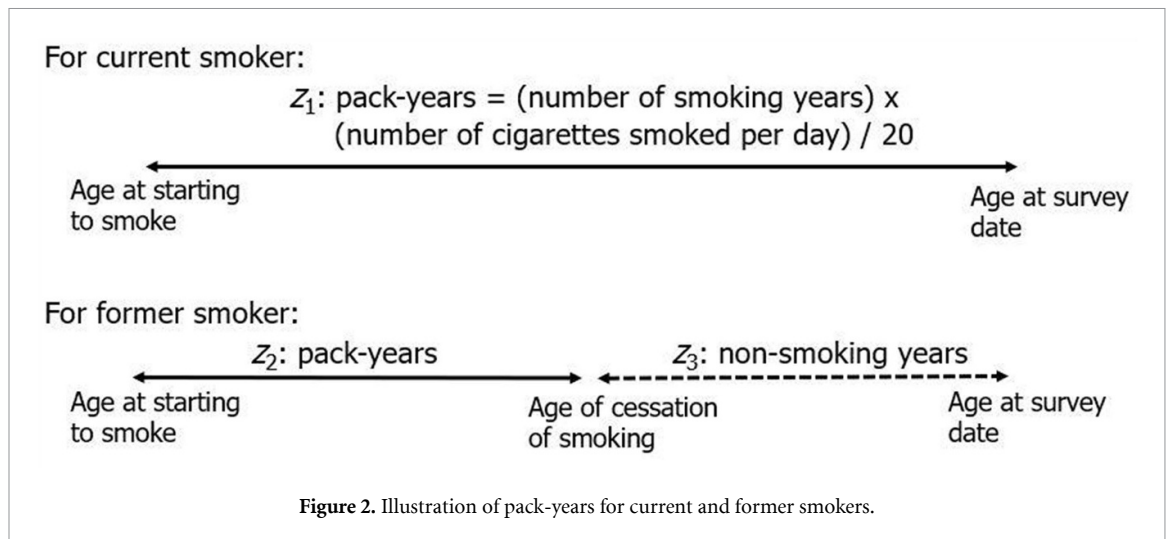 For current smoker:
z1: pack-years = (number of smoking years) x
(number of cigarettes smoked per day) / 20
Age at starting
to smoke
Age at survey
date
For former smoker:
z2: pack-years
z3: non-smoking years
Age at starting
to smoke
Age of cessation
of smoking
Age at survey
date
Figure 2. Illustration of pack-years for current and former smokers.